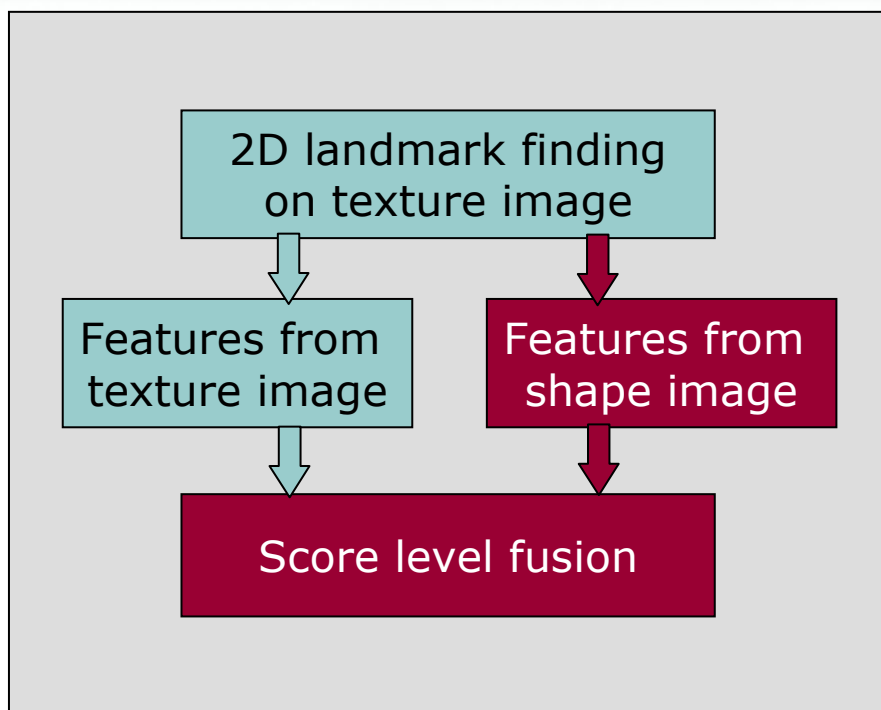 2D landmark finding
on texture image
Features from
texture image
Features from
shape image
Score level fusion